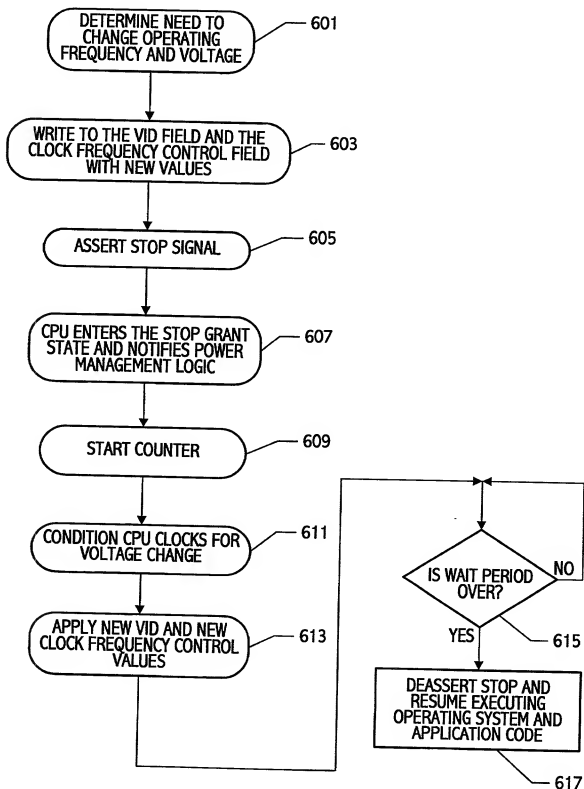 DETERMINE NEED TO
CHANGE OPERATING
FREQUENCY AND VOLTAGE
601
WRITE TO THE VID FIELD AND THE
CLOCK FREQUENCY CONTROL FIELD
WITH NEW VALUES
603
ASSERT STOP SIGNAL
605
CPU ENTERS THE STOP GRANT
STATE AND NOTIFIES POWER
MANAGEMENT LOGIC
607
START COUNTER
609
CONDITION CPU CLOCKS FOR
VOLTAGE CHANGE
611
APPLY NEW VID AND NEW
CLOCK FREQUENCY CONTROL
VALUES
613
IS WAIT PERIOD
OVER?
NO
YES
615
DEASSERT STOP AND
RESUME EXECUTING
OPERATING SYSTEM AND
APPLICATION CODE
617